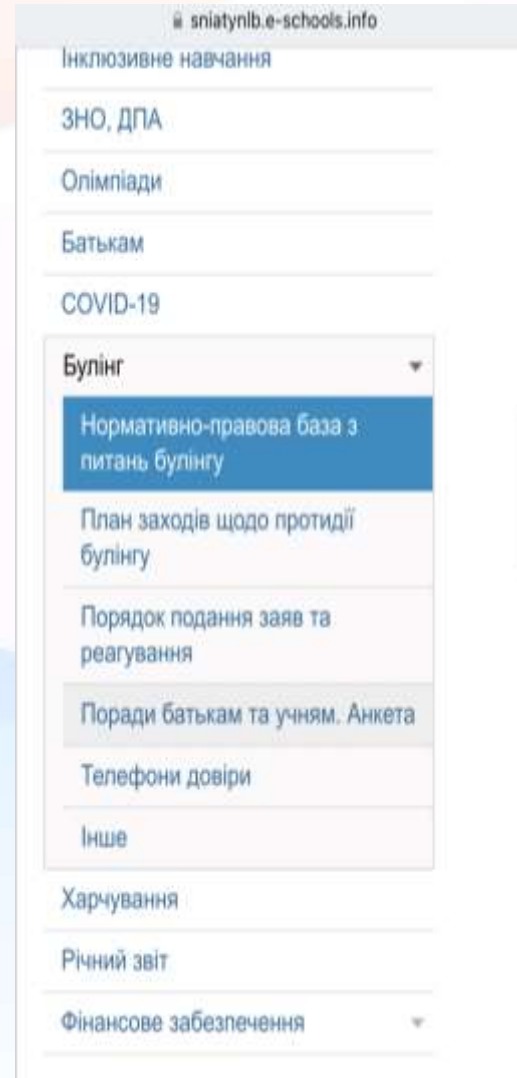 sniatynlb.e-schools.info
Інклюзивне навчання
ЗНО, ДПА
Олімпіади
Батькам
COVID-19
Булінг
Нормативно-правова база з
питань булінгу
План заходів щодо протидії
булінгу
Порядок подання заяв та
реагування
Поради батькам та учням. Анкета
Телефони довіри
Інше
Харчування
Річний звіт
Фінансове забезпечення